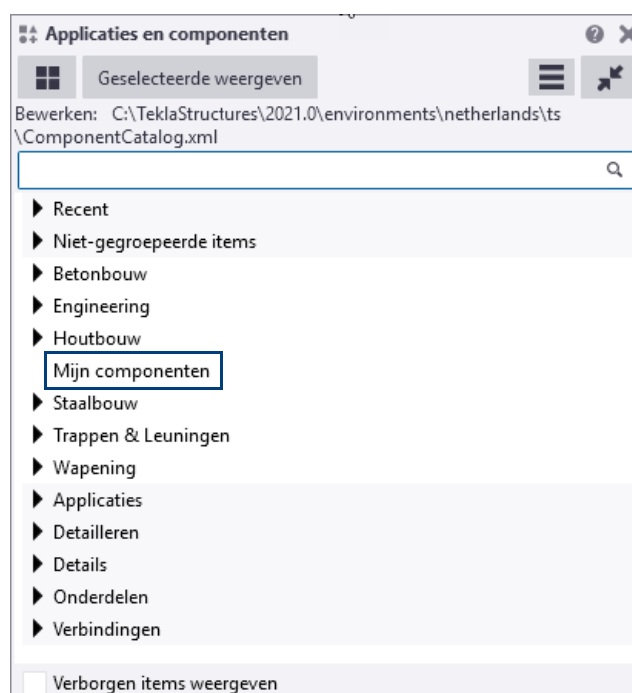 Applicaties en componenten
Geselecteerde weergeven
Bewerken: C:\TeklaStructures\2021.0\environments\netherlands\ts
\ComponentCatalog.xml
Recent
Niet-gegroepeerde items
Betonbouw
Engineering
Houtbouw
Mijn componenten
Staalbouw
Trappen & Leuningen
Wapening
Applicaties
Detailleren
Details
Onderdelen
Verbindingen
Verborgen items weergeven